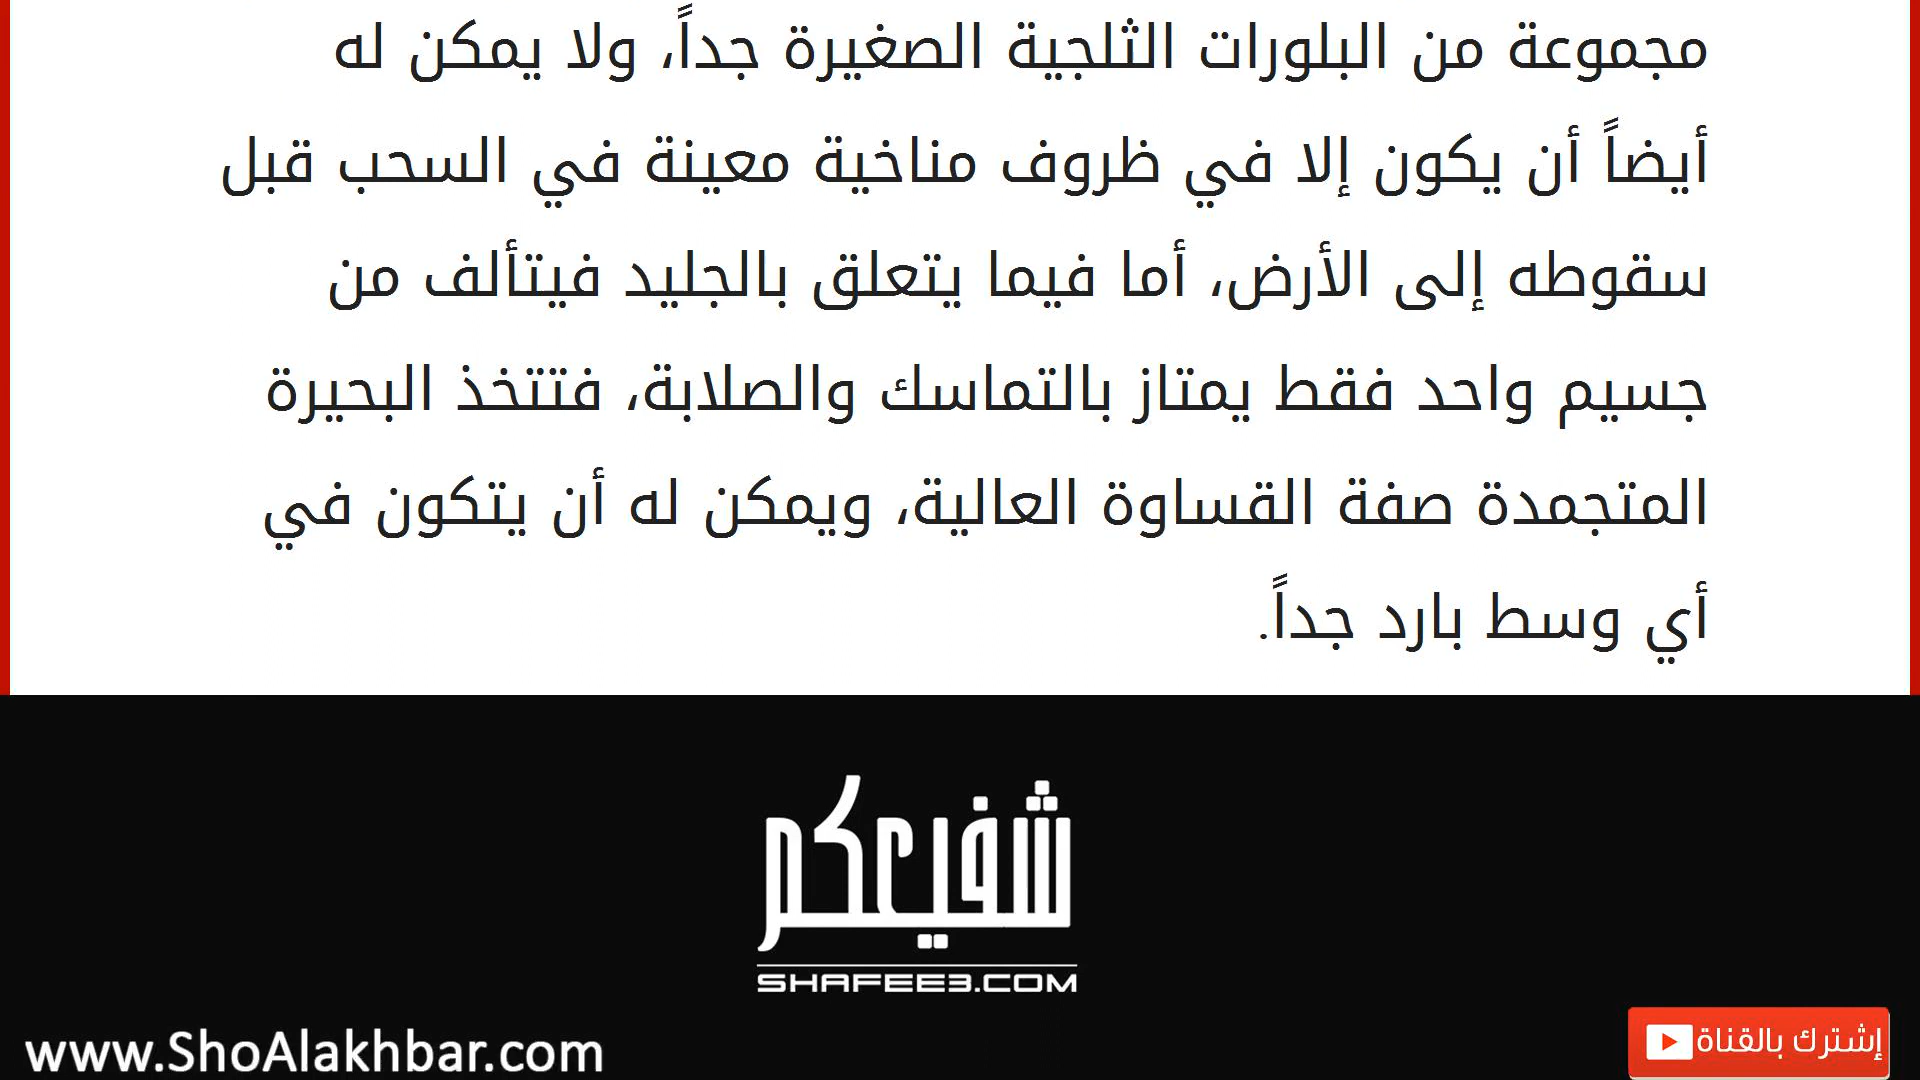 مجموعة من البلورات الثلجية الصغيرة جداً، ولا يمكن له
أيضاً أن يكون إلا في ظروف مناخية معينة في السحب قبل
سقوطه إلى الأرض، أما فيما يتعلق بالجليد فيتألف من
جسيم واحد فقط يمتاز بالتماسك والصلابة، فتتخذ البحيرة
المتجمدة صفة القساوة العالية، ويمكن له أن يتكون في
أي وسط بارد جداً.
شفيعكم
SHAFEE3.COM
www.ShoAlakhbar.com
إشترك بالقناة